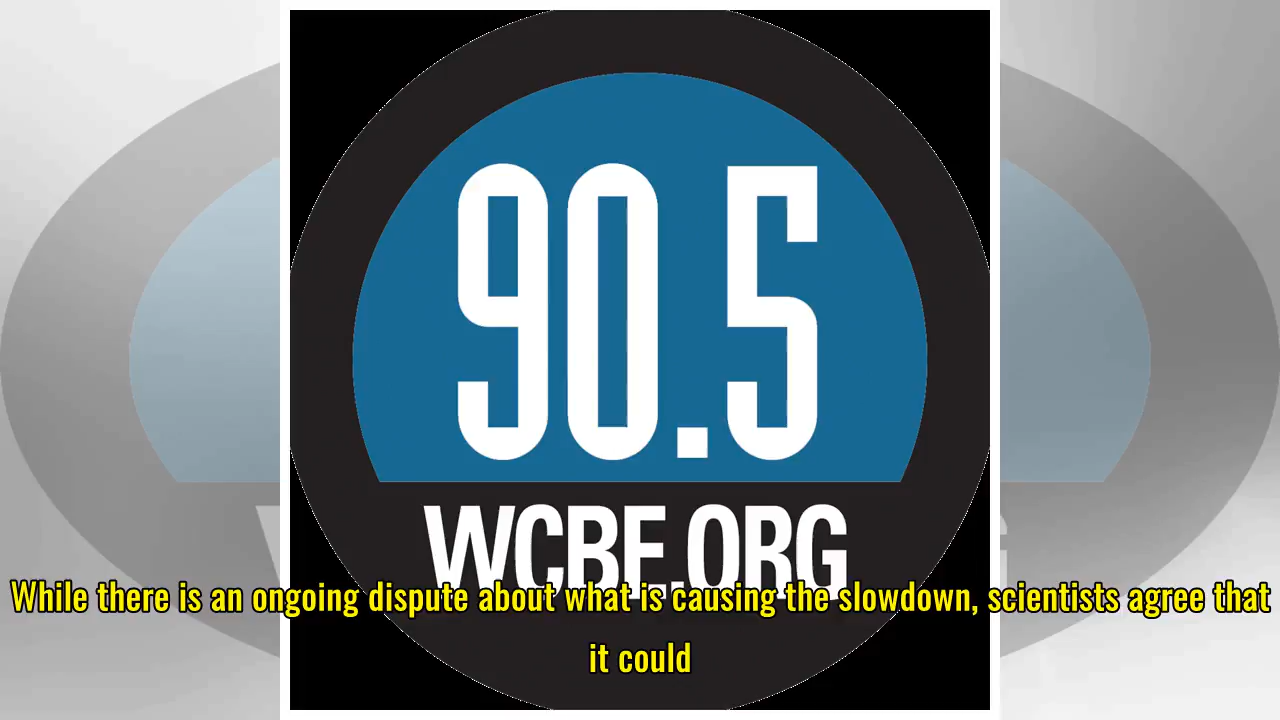 90.5
WCBE.ORG
While there is an ongoing dispute about what is causing the slowdown, scientists agree that
it could